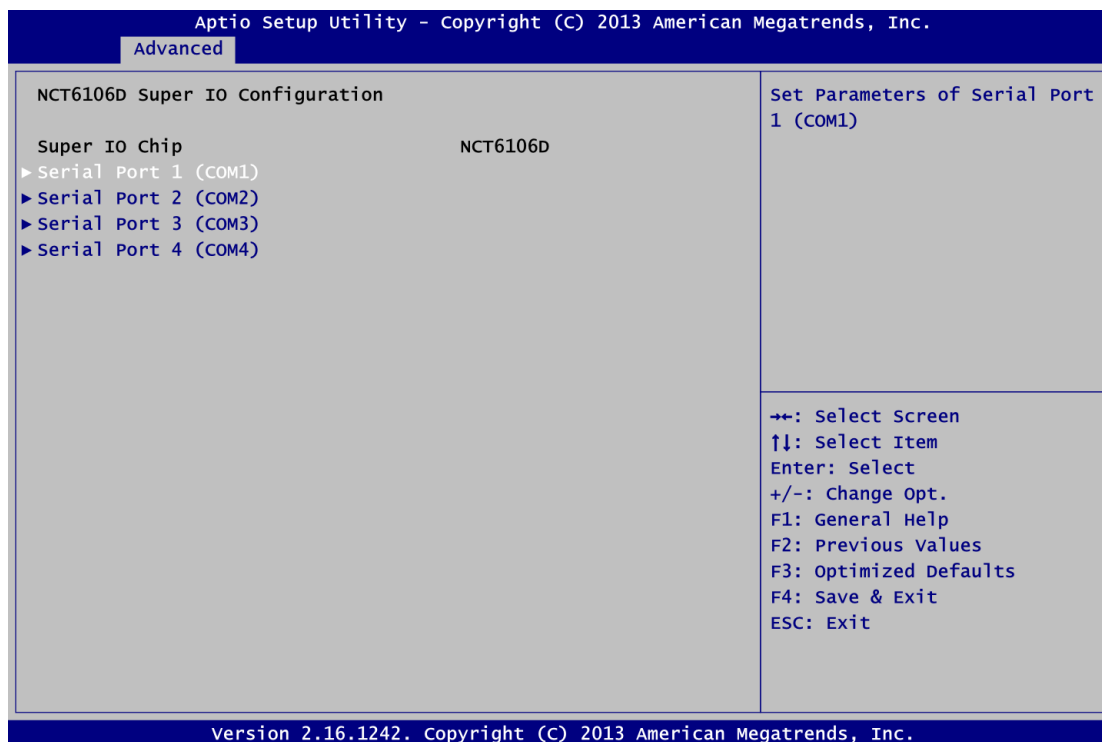 Aptio Setup Utility – Copyright (C) 2013 American Megatrends, Inc.
Advanced
NCT6106D Super IO Configuration
Super IO Chip NCT6106D
▶ Serial Port 1 (COM1)
▶ Serial Port 2 (COM2)
▶ Serial Port 3 (COM3)
▶ Serial Port 4 (COM4)
Set Parameters of Serial Port
1 (COM1)
→←: Select Screen
↑↓: Select Item
Enter: Select
+/-: Change Opt.
F1: General Help
F2: Previous Values
F3: Optimized Defaults
F4: Save & Exit
ESC: Exit
Version 2.16.1242. Copyright (C) 2013 American Megatrends, Inc.